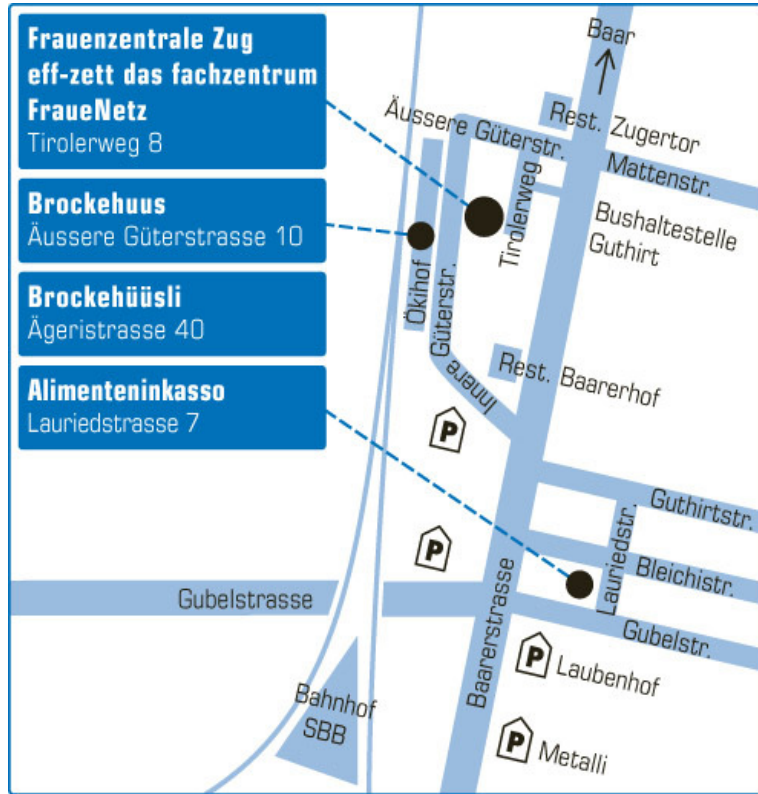 Frauenzentrale Zug
eff-zett das fachzentrum
FraueNetz
Tirolerweg 8
Brockehuus
Äussere Güterstrasse 10
Brockehüüsli
Ägeristrasse 40
Alimenteninkasso
Lauriedstrasse 7
Baar
Rest. Zugertor
Äussere Güterstr.
Mattenstr.
Tirolerweg
Bushaltestelle
Guthirt
Ökihof
Güterstr.
Innere
Rest. Baarerhof
P
Guthirtstr.
Lauriedstr.
P
Bleichistr.
Gubelstrasse
Baarerstrasse
Gubelstr.
P Laubenhof
Bahnhof
SBB
P Metalli